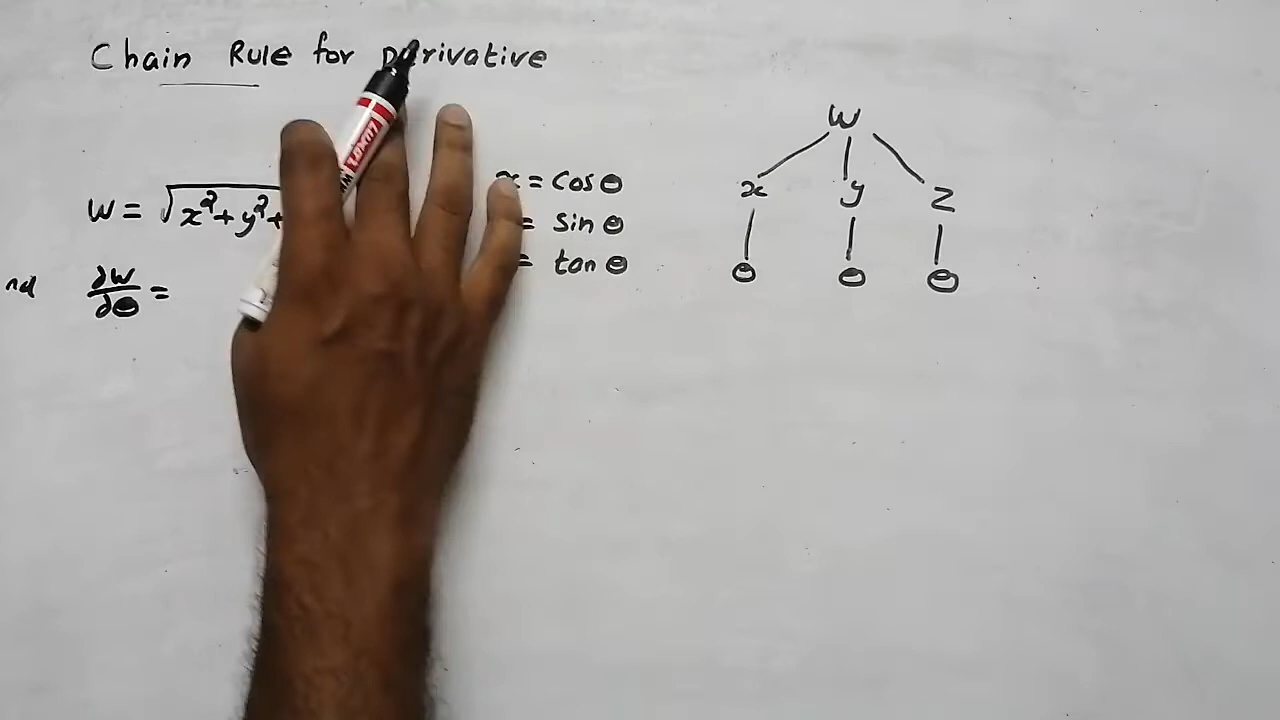 Chain Rule for Derivative
W = √x²+y²+
x = cos θ
= sin θ
= tan θ
∂W/∂θ =
W
x y z
θ θ θ